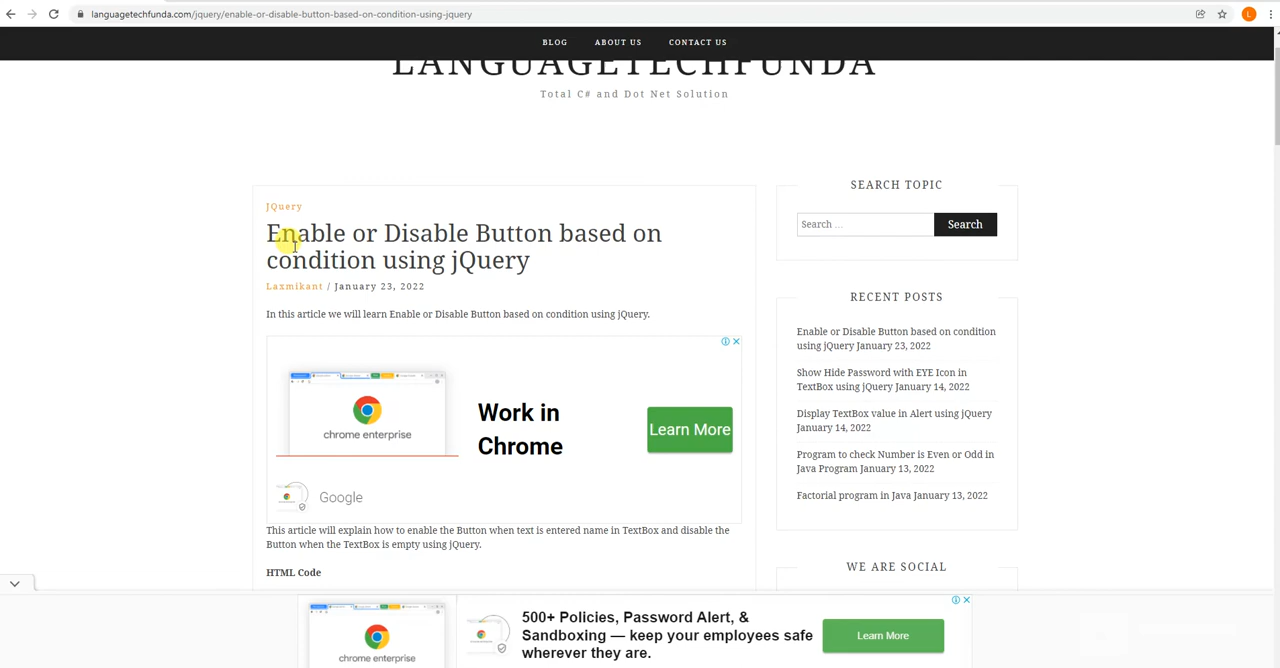 languagetechfunda.com/jquery/enable-or-disable-button-based-on-condition-using-jquery
L
BLOG ABOUT US CONTACT US
LANGUAGETECHFUNDA
Total C# and Dot Net Solution
JQuery
Enable or Disable Button based on
condition using jQuery
Laxmikant / January 23, 2022
In this article we will learn Enable or Disable Button based on condition using jQuery.
chrome enterprise
Work in
Chrome
Learn More
Google
This article will explain how to enable the Button when text is entered name in TextBox and disable the
Button when the TextBox is empty using jQuery.
HTML Code
SEARCH TOPIC
Search ...
Search
RECENT POSTS
Enable or Disable Button based on condition
using jQuery January 23, 2022
Show Hide Password with EYE Icon in
TextBox using jQuery January 14, 2022
Display TextBox value in Alert using jQuery
January 14, 2022
Program to check Number is Even or Odd in
Java Program January 13, 2022
Factorial program in Java January 13, 2022
WE ARE SOCIAL
chrome enterprise
500+ Policies, Password Alert, &
Sandboxing — keep your employees safe
wherever they are.
Learn More